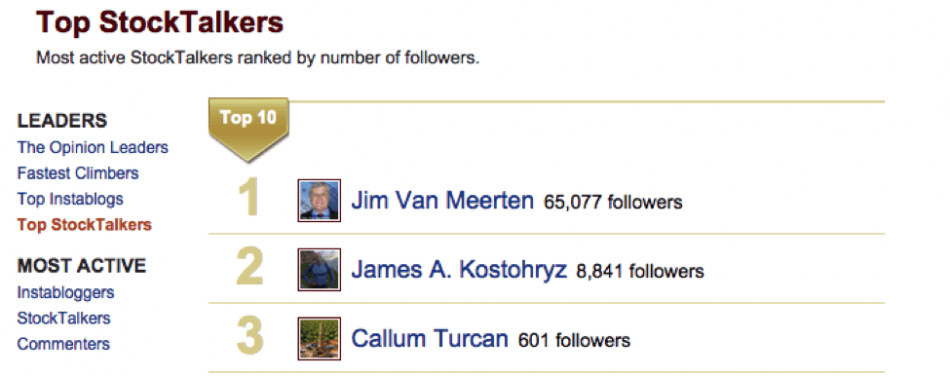 Top StockTalkers
Most active StockTalkers ranked by number of followers.
LEADERS
The Opinion Leaders
Fastest Climbers
Top Instablogs
Top StockTalkers
MOST ACTIVE
Instabloggers
StockTalkers
Commenters
Top 10
1 Jim Van Meerten 65,077 followers
2 James A. Kostohryz 8,841 followers
3 Callum Turcan 601 followers